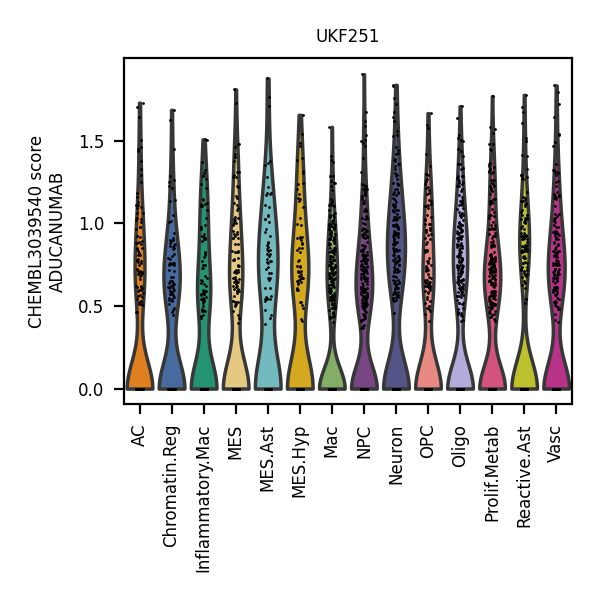 UKF251
CHEMBL3039540 score
ADUCANUMAB
1.5
1.0
0.5
0.0
AC
Chromatin.Reg
Inflammatory.Mac
MES
MES.Ast
MES.Hyp
Mac
NPC
Neuron
OPC
Oligo
Prolif.Metab
Reactive.Ast
Vasc